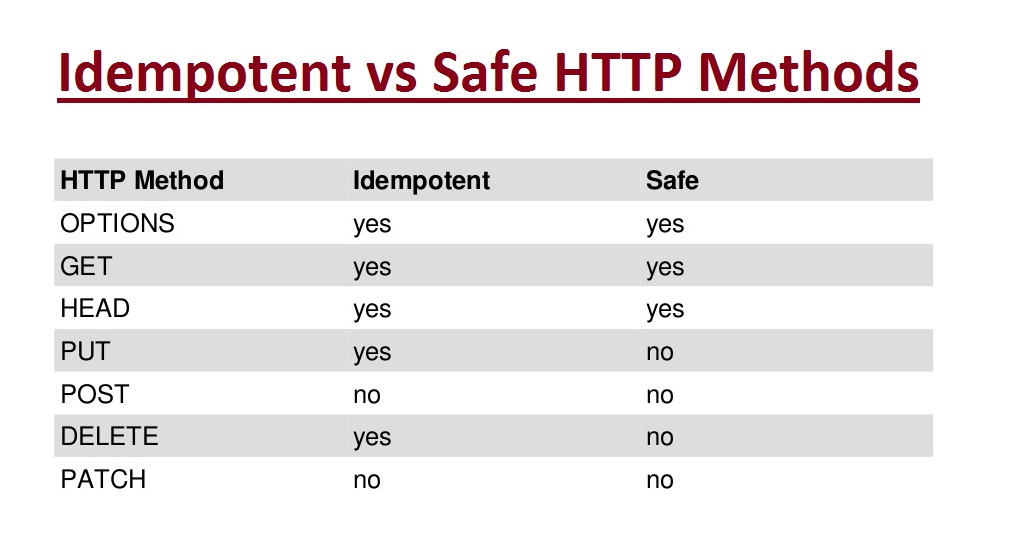 Idempotent vs Safe HTTP Methods
HTTP Method Idempotent Safe
OPTIONS yes yes
GET yes yes
HEAD yes yes
PUT yes no
POST no no
DELETE yes no
PATCH no no